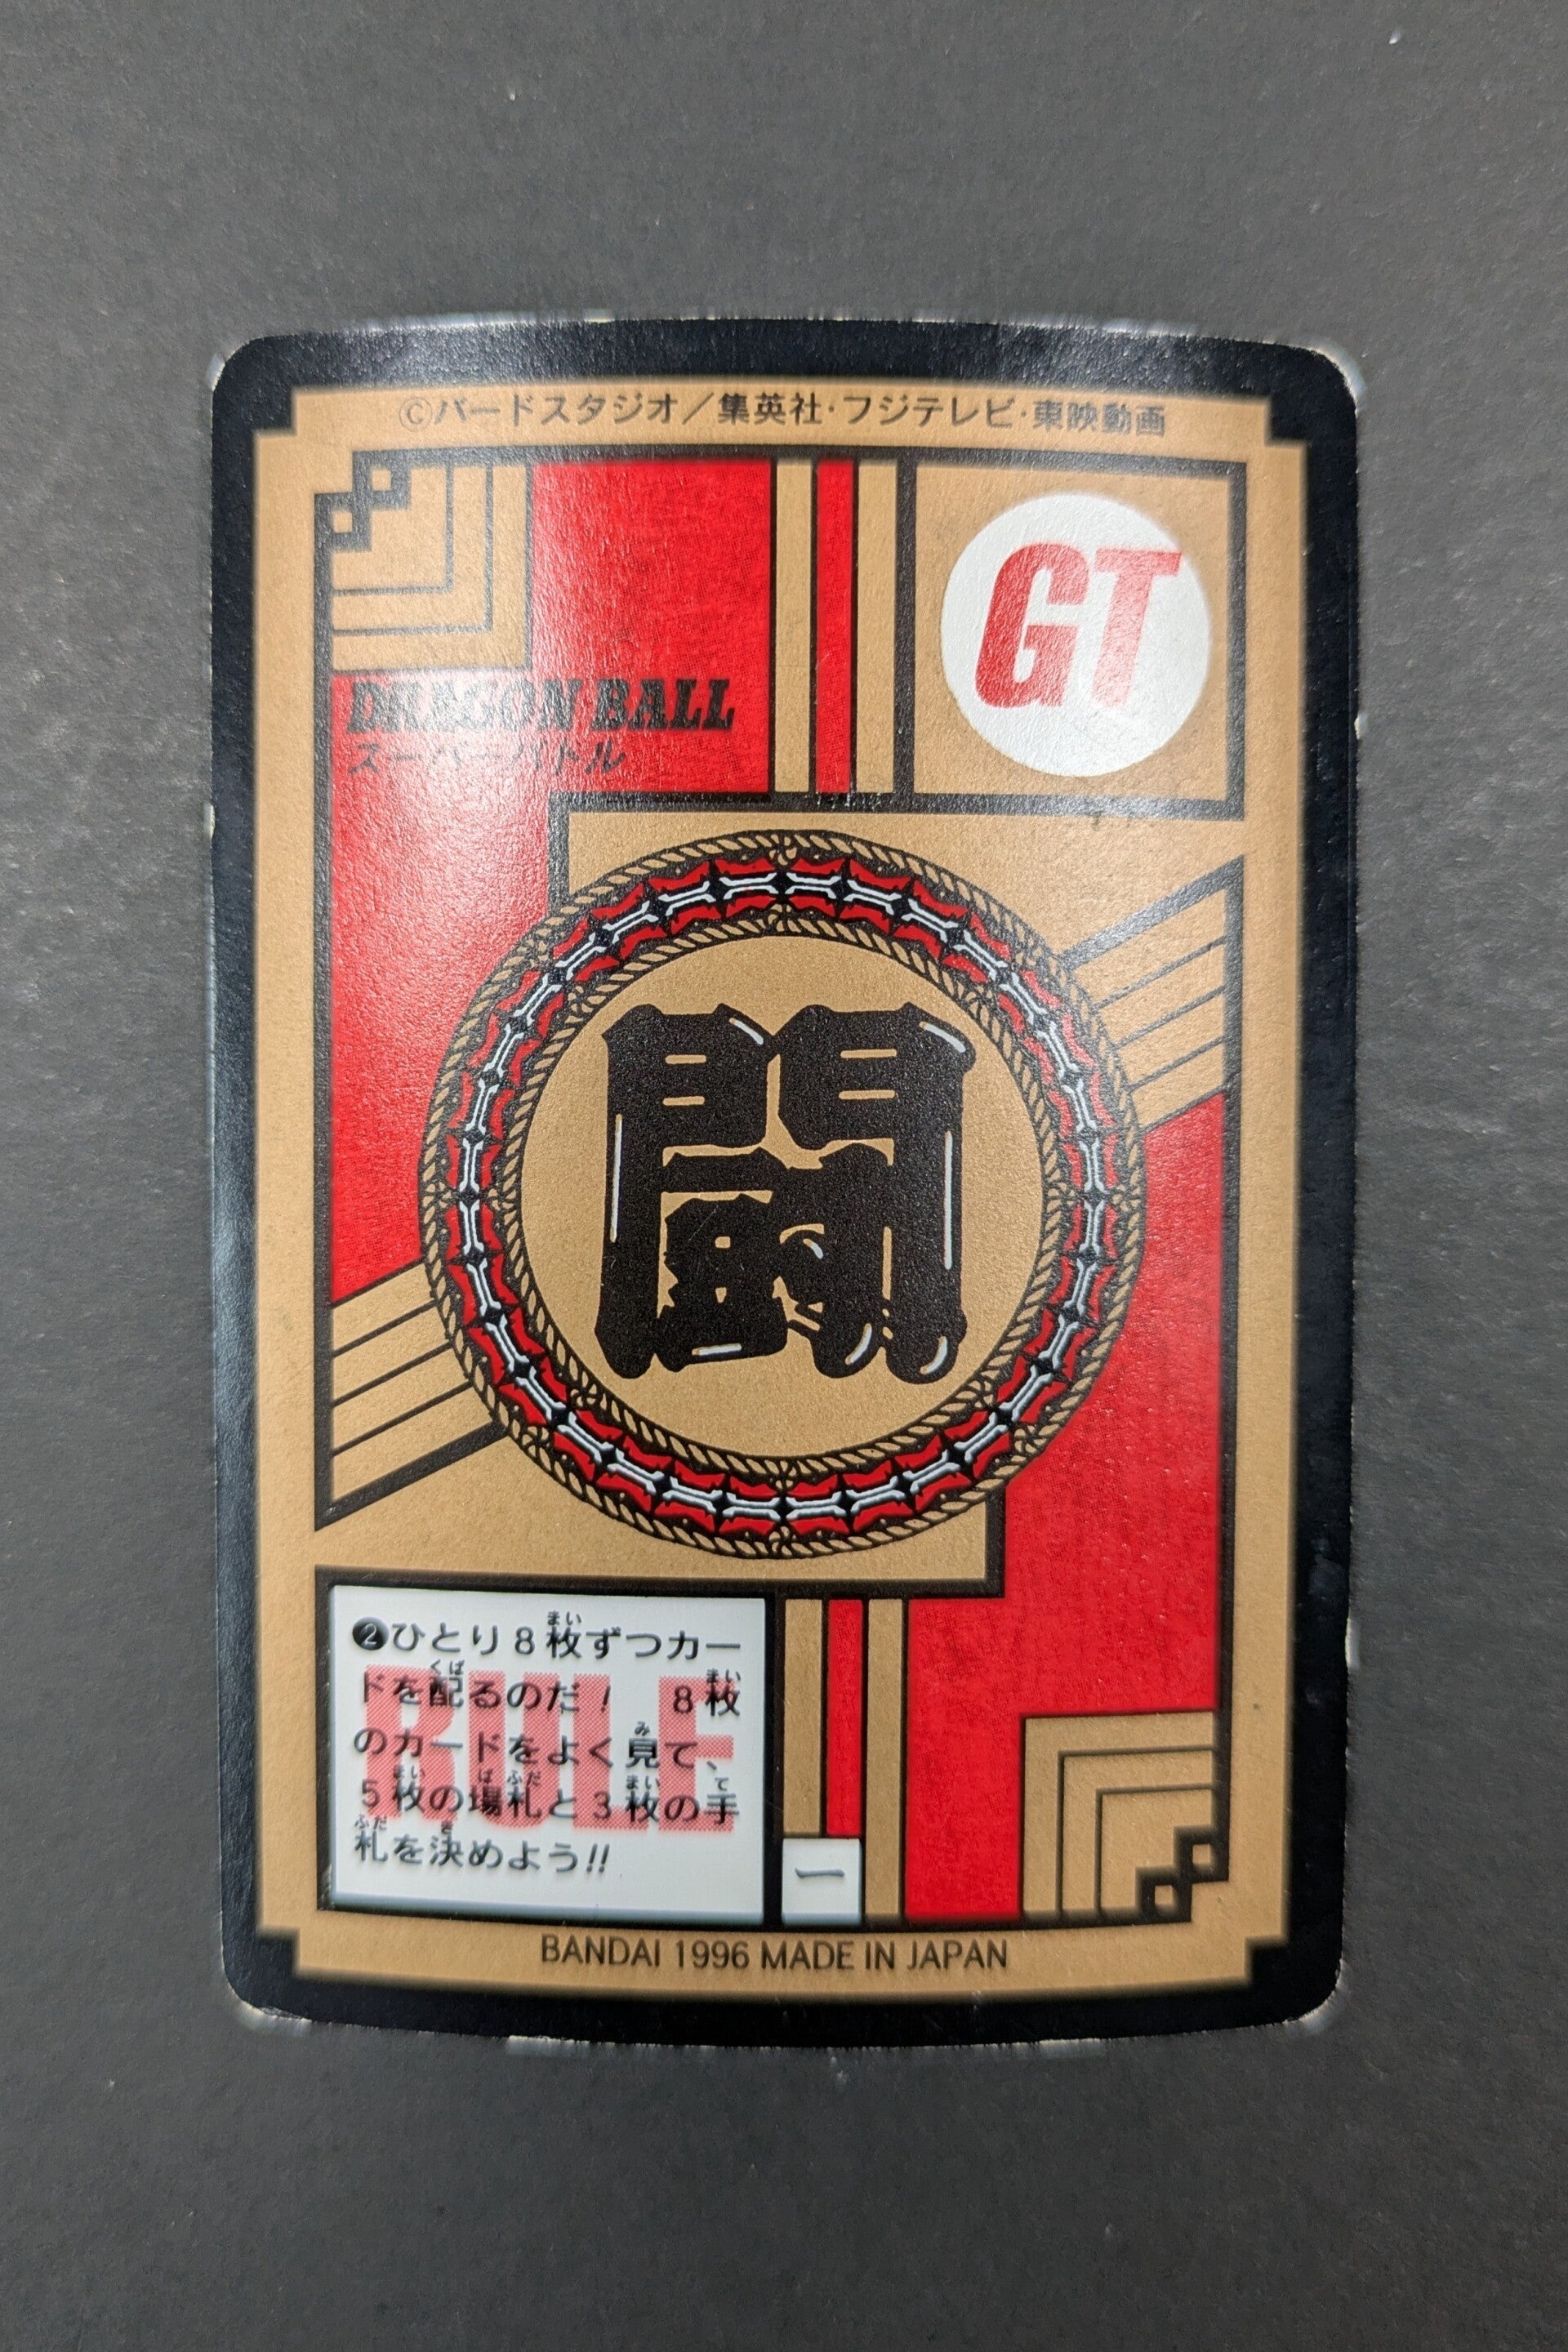 ©バードスタジオ／集英社・フジテレビ・東映動画
GT
DRAGON BALL
スーパーバトル
闘
RULE
❷ひとり8枚ずつカー
ドを配るのだ！ 8枚
のカードをよく見て、
5枚の場札と3枚の手
札を決めよう!!
一
BANDAI 1996 MADE IN JAPAN